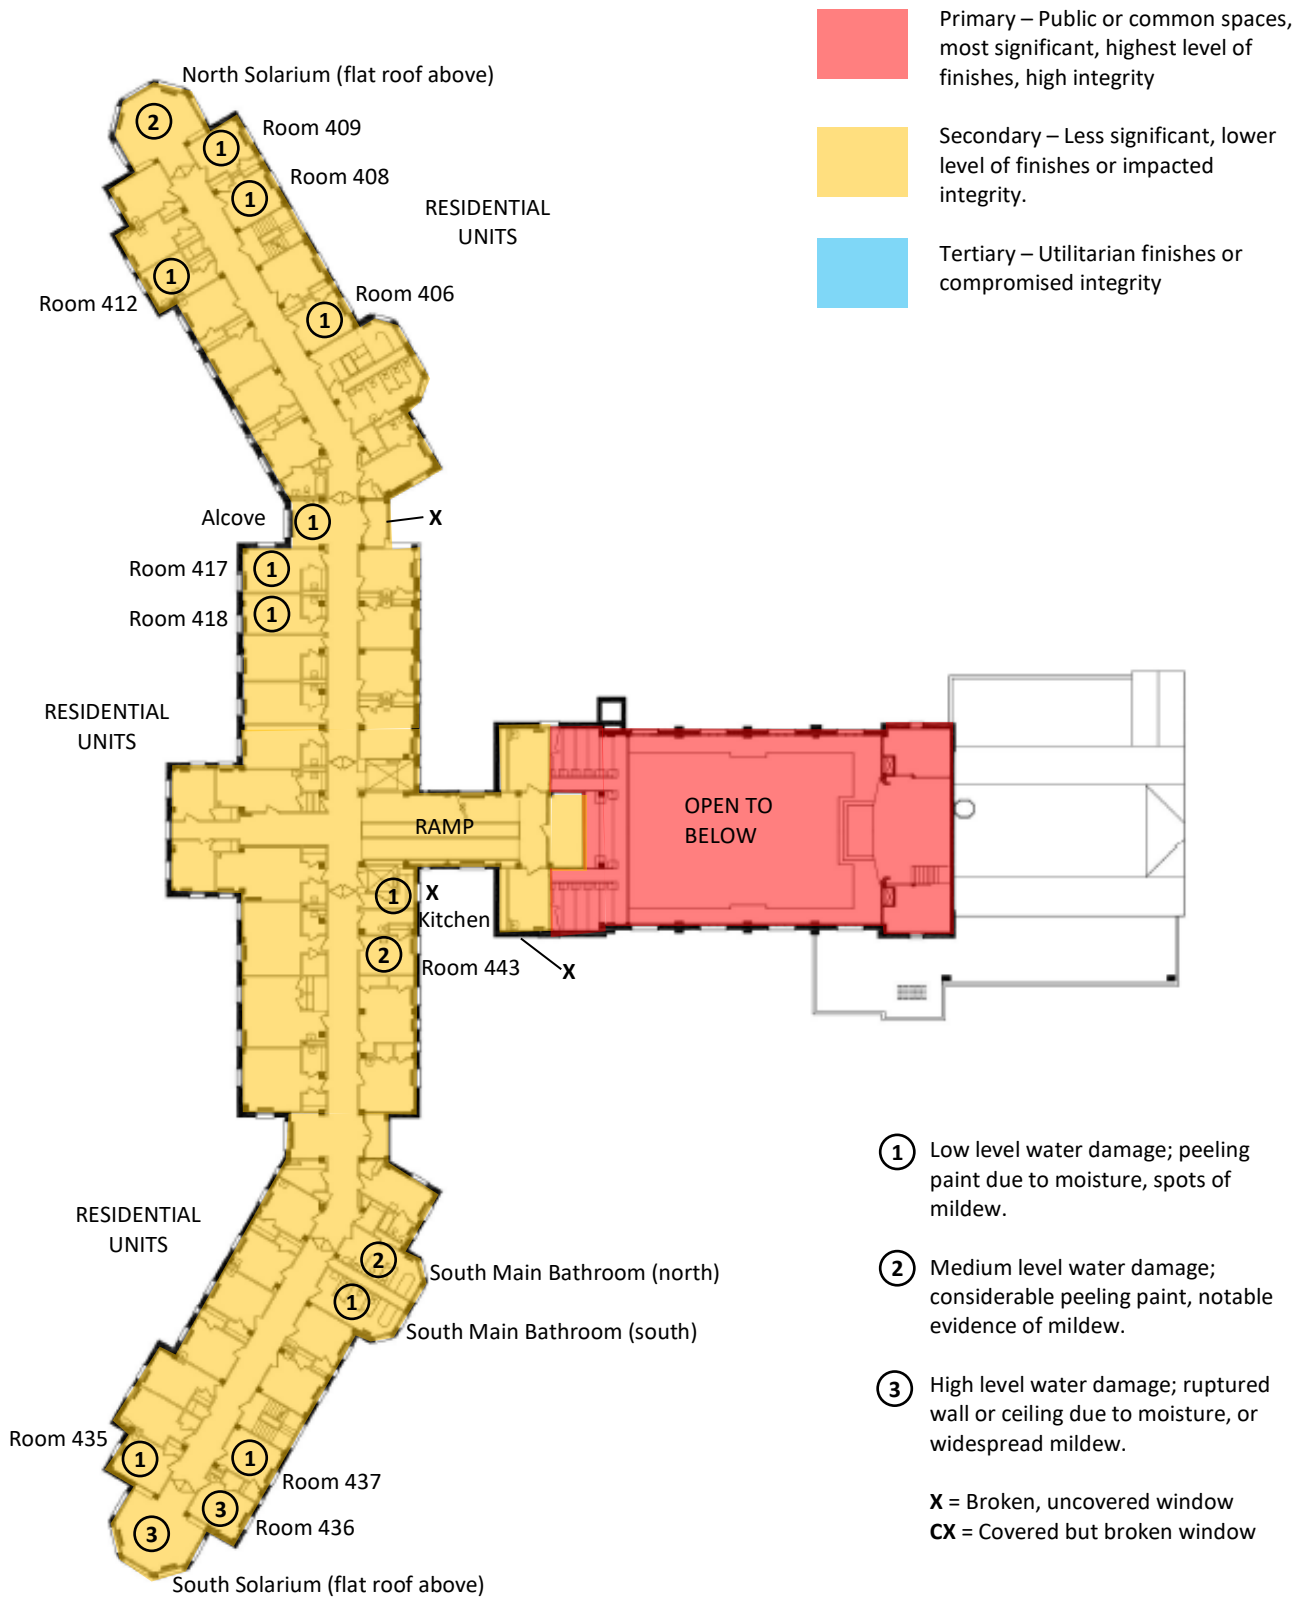 Primary – Public or common spaces,
most significant, highest level of
finishes, high integrity
Secondary – Less significant, lower
level of finishes or impacted
integrity.
Tertiary – Utilitarian finishes or
compromised integrity
North Solarium (flat roof above)
2
1
Room 409
1
Room 408
RESIDENTIAL
UNITS
1
Room 412
Room 406
1
Alcove
1
X
Room 417
1
Room 418
1
RESIDENTIAL
UNITS
RAMP
OPEN TO
BELOW
1
X
Kitchen
2
Room 443
X
RESIDENTIAL
UNITS
2
South Main Bathroom (north)
1
South Main Bathroom (south)
Room 435
1
1
Room 437
3
Room 436
3
South Solarium (flat roof above)
1 Low level water damage; peeling
paint due to moisture, spots of
mildew.
2 Medium level water damage;
considerable peeling paint, notable
evidence of mildew.
3 High level water damage; ruptured
wall or ceiling due to moisture, or
widespread mildew.
X = Broken, uncovered window
CX = Covered but broken window